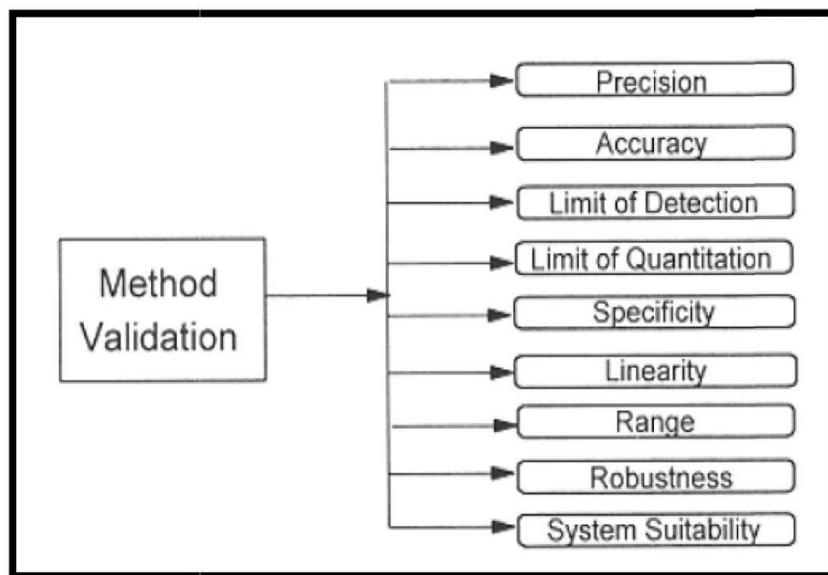 Method
Validation
Precision
Accuracy
Limit of Detection
Limit of Quantitation
Specificity
Linearity
Range
Robustness
System Suitability